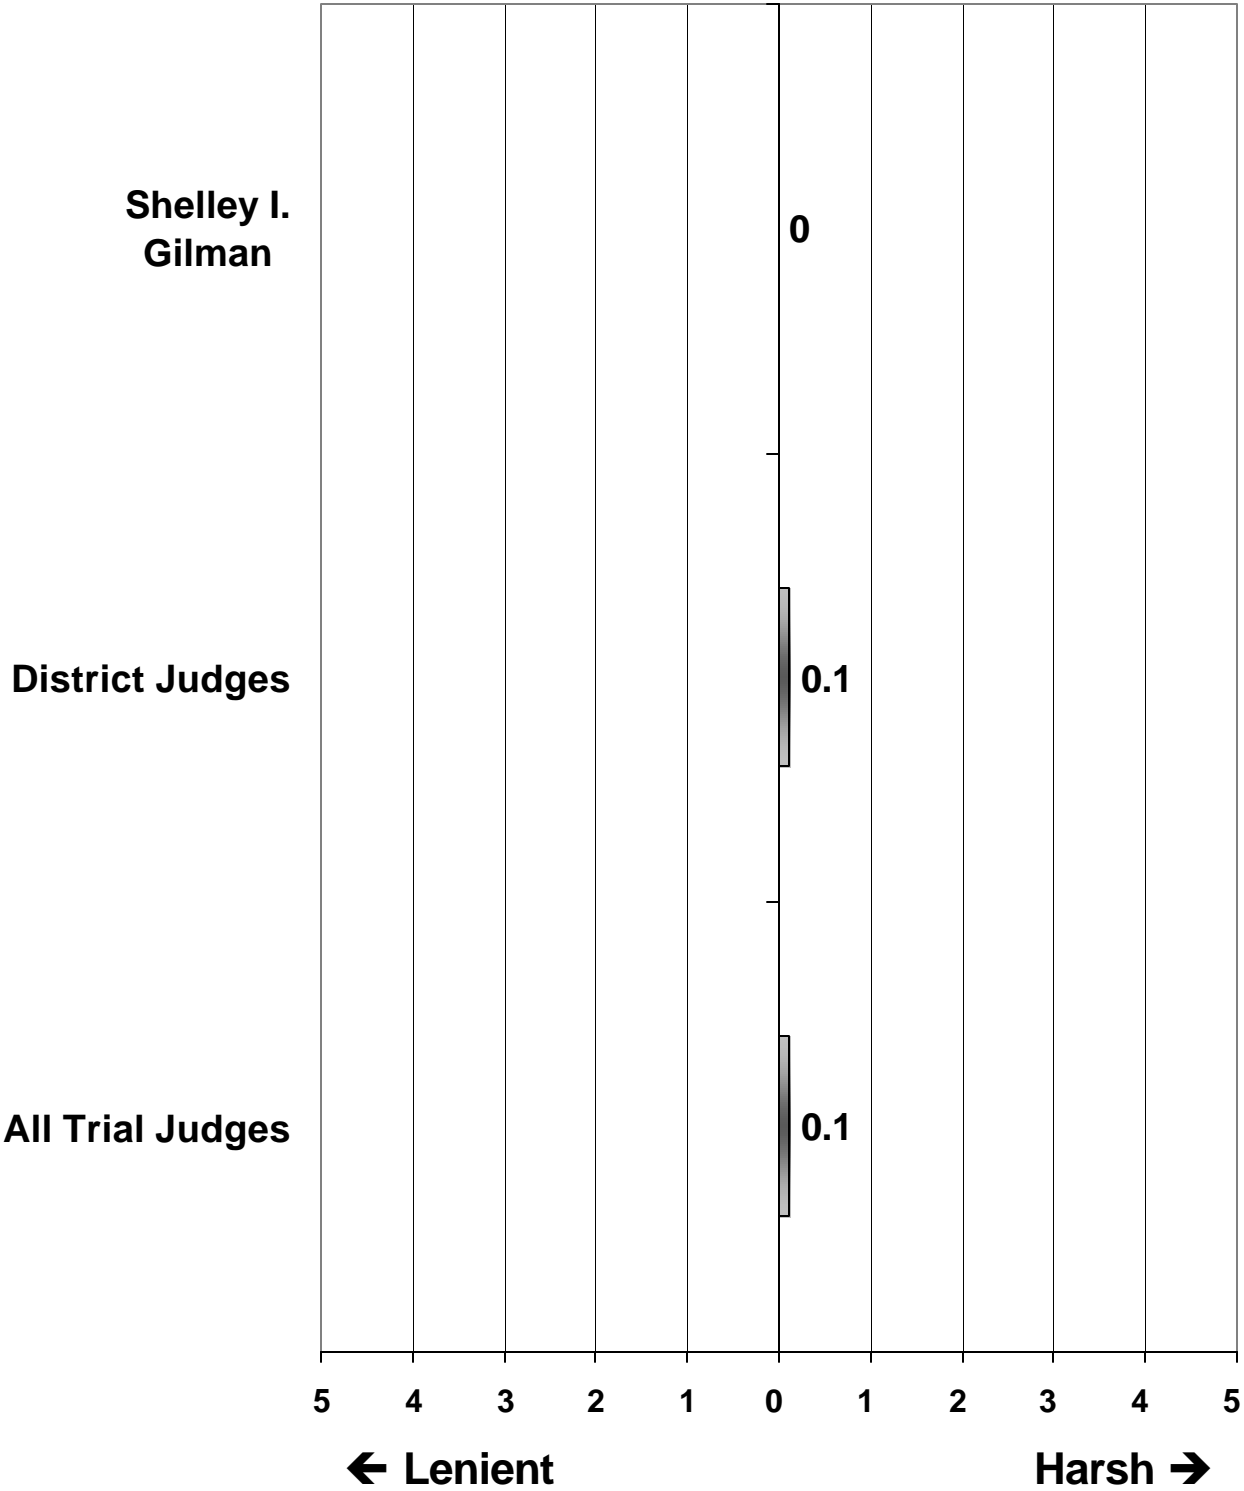 Shelley I.
Gilman
0
District Judges
0.1
All Trial Judges
0.1
5 4 3 2 1 0 1 2 3 4 5
← Lenient Harsh →